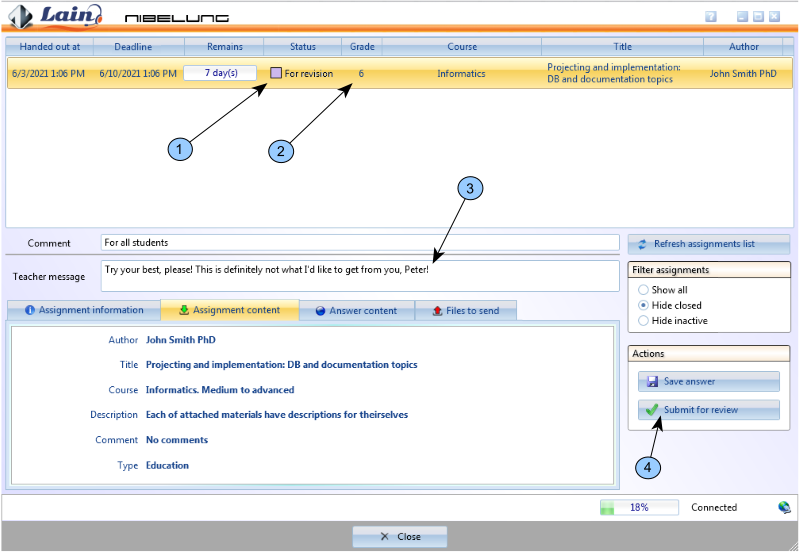 Lain
NIBELUNG
?
Handed out at Deadline Remains Status Grade Course Title Author
6/3/2021 1:06 PM 6/10/2021 1:06 PM 7 day(s) For revision 6 Informatics Projecting and implementation: John Smith PhD
DB and documentation topics
1
2
3
Comment For all students Refresh assignments list
Teacher message Try your best, please! This is definitely not what I'd like to get from you, Peter!
Filter assignments
Show all
Hide closed
Hide inactive
Assignment information Assignment content Answer content Files to send
Author John Smith PhD
Title Projecting and implementation: DB and documentation topics
Course Informatics. Medium to advanced
Description Each of attached materials have descriptions for theirselves
Comment No comments
Type Education
Actions
Save answer
Submit for review
4
18% Connected
Close